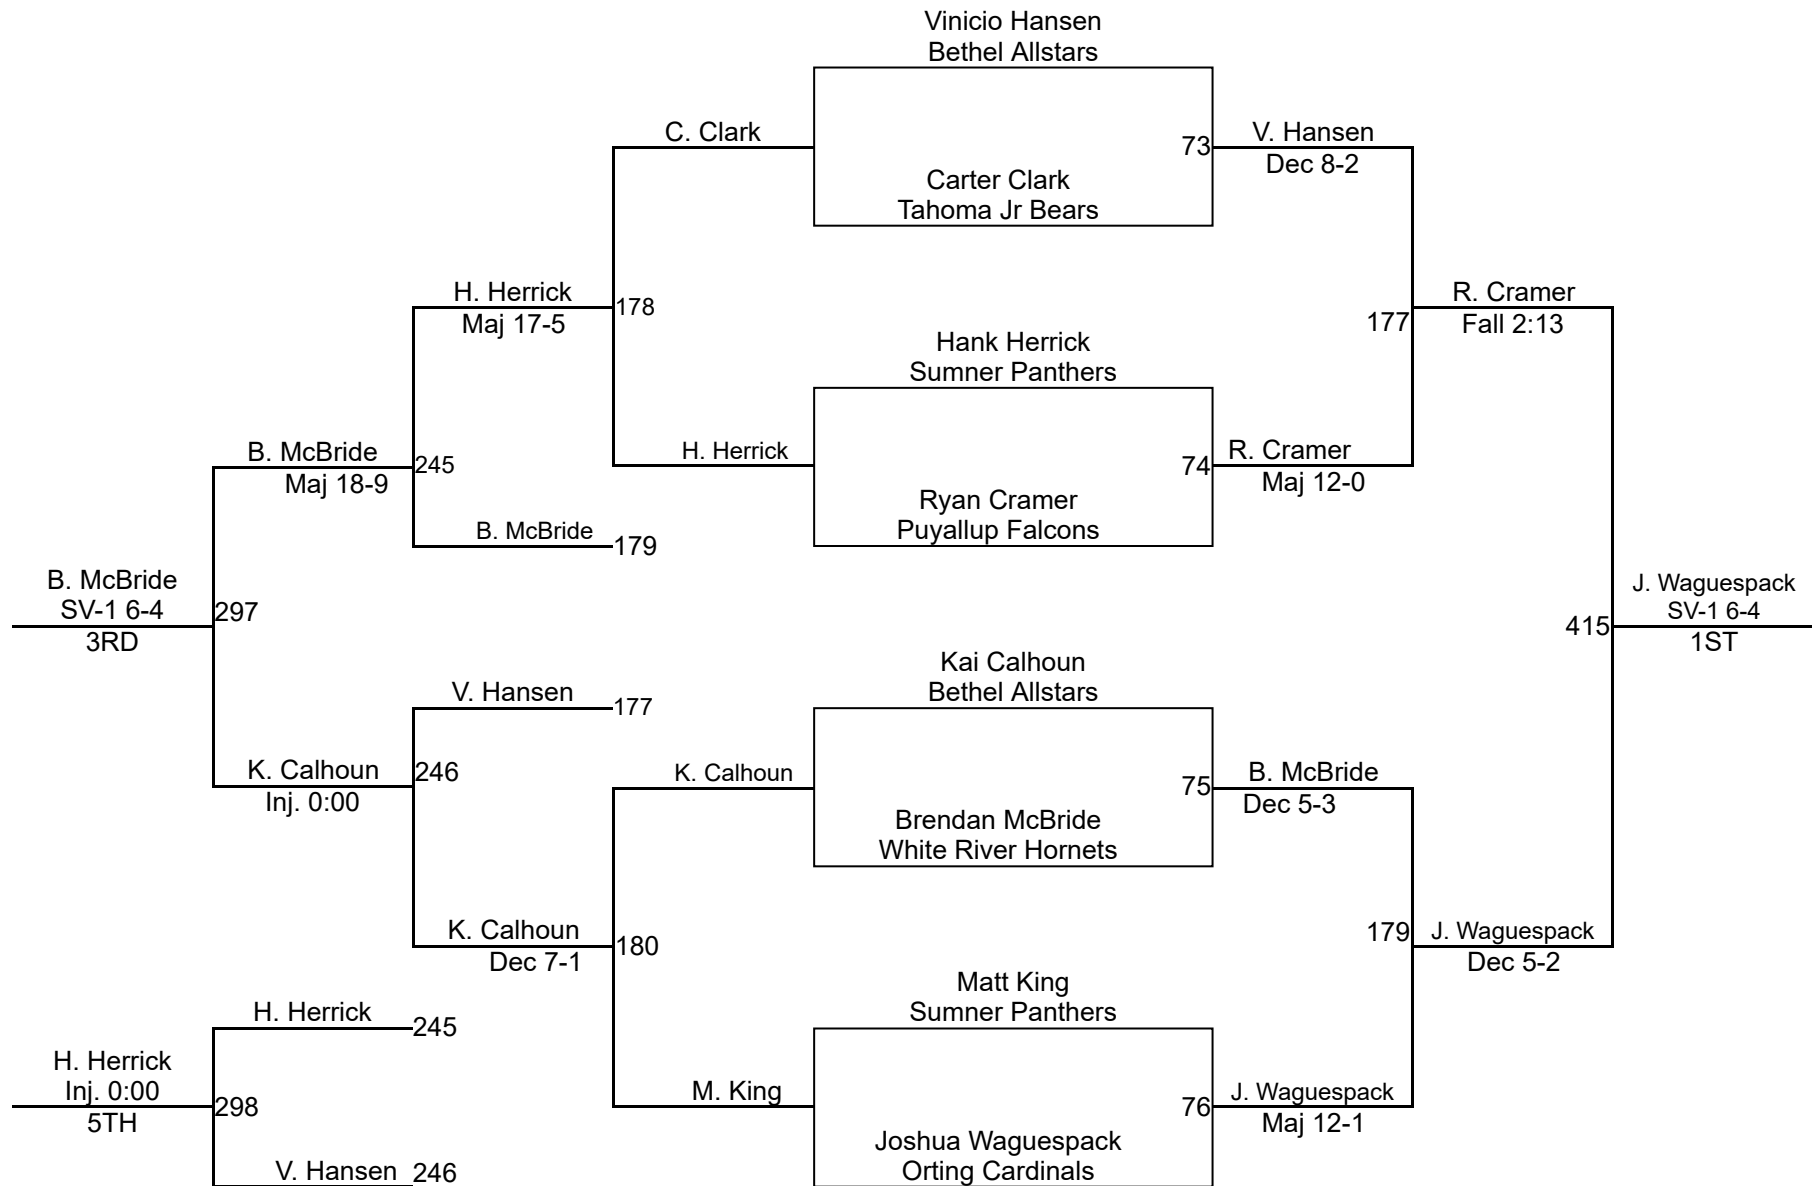 Vinicio Hansen
Bethel Allstars
C. Clark
73
V. Hansen
Dec 8-2
Carter Clark
Tahoma Jr Bears
H. Herrick
Maj 17-5
178
177
R. Cramer
Fall 2:13
Hank Herrick
Sumner Panthers
B. McBride
Maj 18-9
245
H. Herrick
74
R. Cramer
Maj 12-0
Ryan Cramer
Puyallup Falcons
B. McBride
179
B. McBride
SV-1 6-4
3RD
297
415
J. Waguespack
SV-1 6-4
1ST
Kai Calhoun
Bethel Allstars
V. Hansen
177
K. Calhoun
Inj. 0:00
246
K. Calhoun
75
B. McBride
Dec 5-3
Brendan McBride
White River Hornets
K. Calhoun
Dec 7-1
180
179
J. Waguespack
Dec 5-2
Matt King
Sumner Panthers
H. Herrick
245
H. Herrick
Inj. 0:00
5TH
298
M. King
76
J. Waguespack
Maj 12-1
Joshua Waguespack
Orting Cardinals
V. Hansen
246